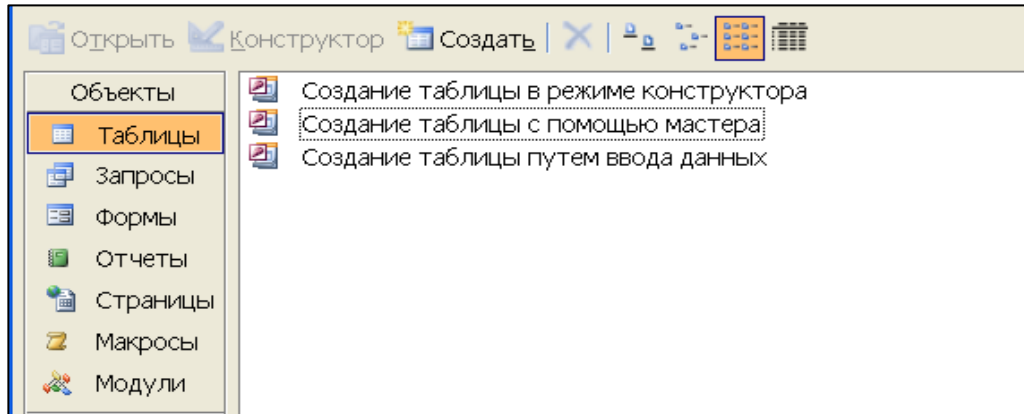 Открыть Конструктор Создать
Объекты
Таблицы
Запросы
Формы
Отчеты
Страницы
Макросы
Модули
Создание таблицы в режиме конструктора
Создание таблицы с помощью мастера
Создание таблицы путем ввода данных